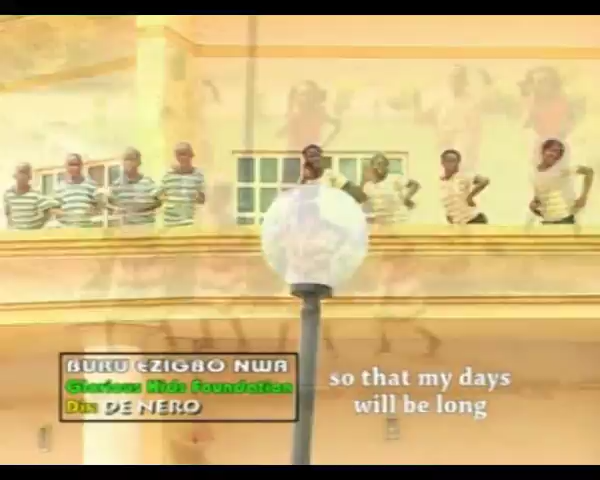 BURU EZIGBO NWA
Glorious Kids Foundation
Dir: DE NERO
so that my days
will be long